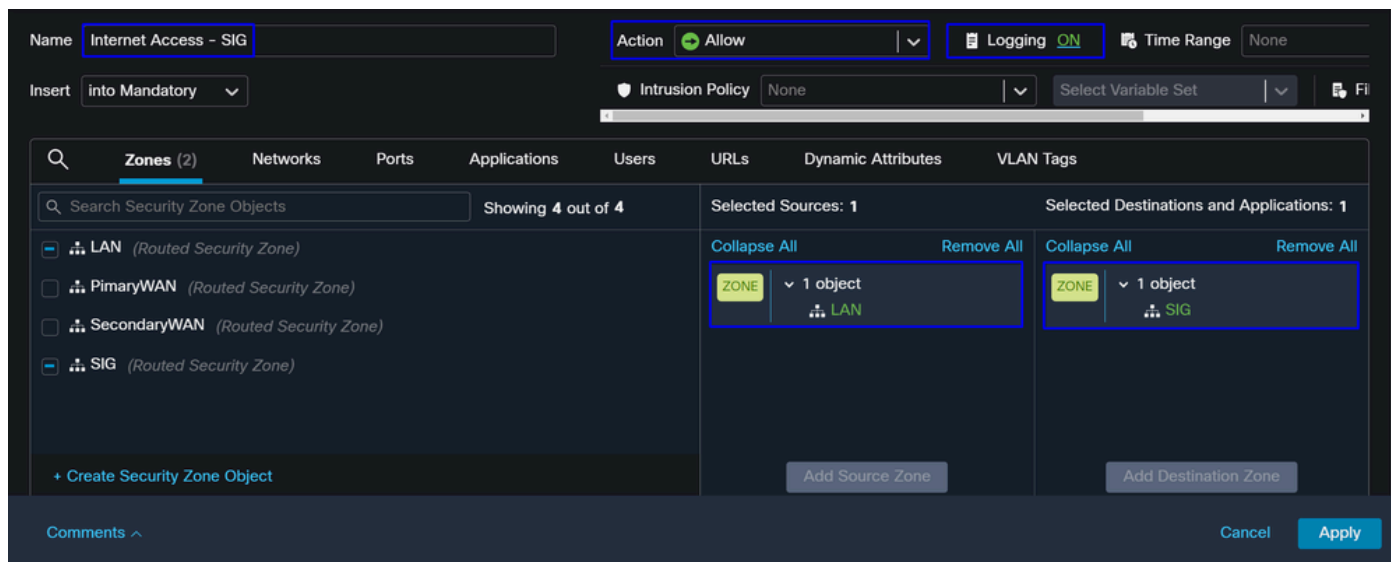 Name Internet Access - SIG Action Allow Logging ON Time Range None
Insert into Mandatory Intrusion Policy None Select Variable Set Fil
Zones (2) Networks Ports Applications Users URLs Dynamic Attributes VLAN Tags
Search Security Zone Objects Showing 4 out of 4 Selected Sources: 1 Selected Destinations and Applications: 1
LAN (Routed Security Zone) Collapse All Remove All Collapse All Remove All
PimaryWAN (Routed Security Zone) ZONE 1 object ZONE 1 object
SecondaryWAN (Routed Security Zone) LAN SIG
SIG (Routed Security Zone)
+ Create Security Zone Object Add Source Zone Add Destination Zone
Comments Cancel Apply